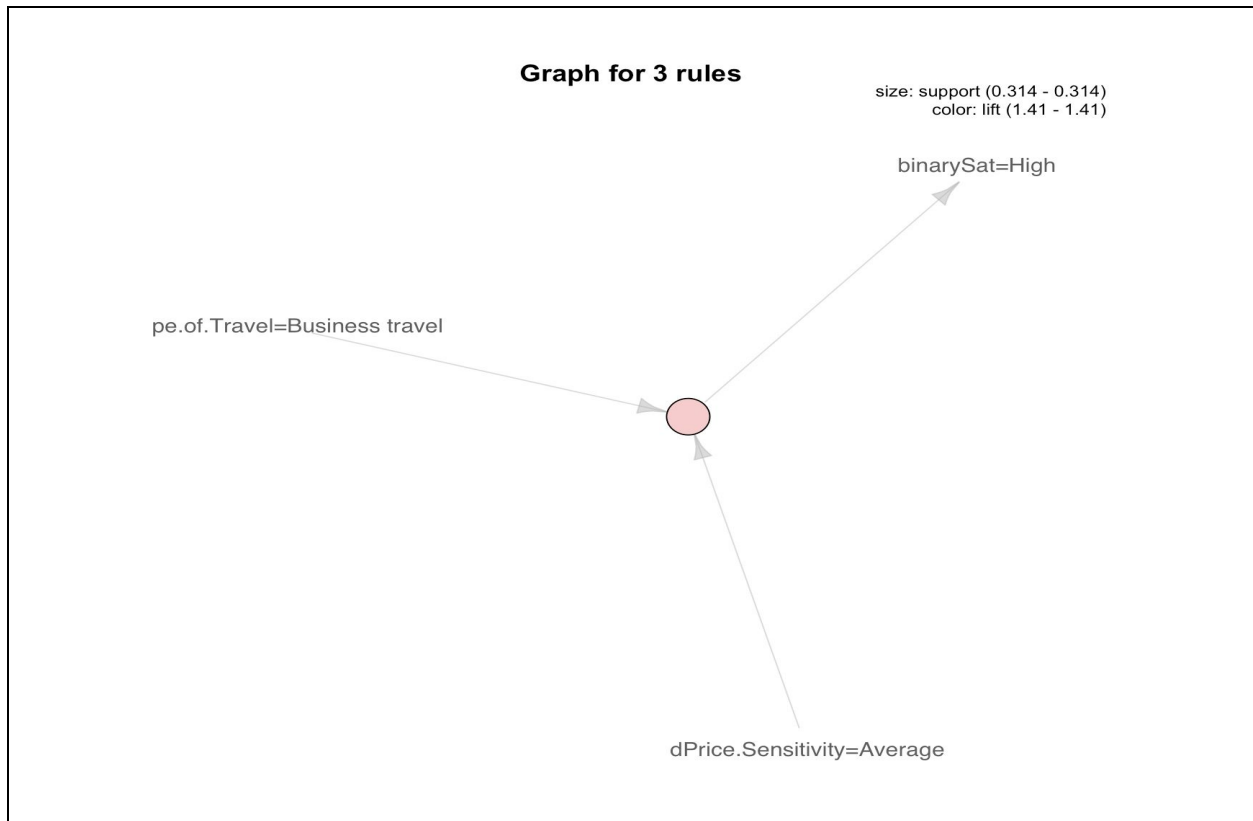 Graph for 3 rules
size: support (0.314 - 0.314)
color: lift (1.41 - 1.41)
binarySat=High
pe.of.Travel=Business travel
dPrice.Sensitivity=Average